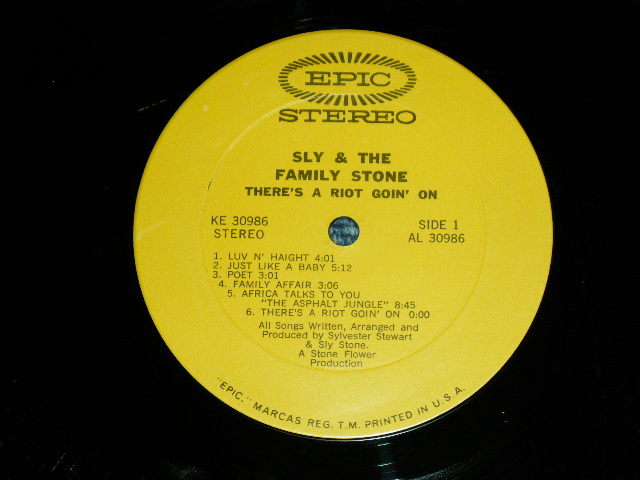 EPIC
STEREO
SLY & THE
FAMILY STONE
THERE'S A RIOT GOIN' ON
KE 30986
STEREO
SIDE 1
AL 30986
1. LUV N' HAIGHT 4:01
2. JUST LIKE A BABY 5:12
3. POET 3:01
4. FAMILY AFFAIR 3:06
5. AFRICA TALKS TO YOU
"THE ASPHALT JUNGLE" 8:45
6. THERE'S A RIOT GOIN' ON 0:00
All Songs Written, Arranged and
Produced by Sylvester Stewart
& Sly Stone.
A Stone Flower
Production
"EPIC," MARCAS REG. T.M. PRINTED IN U.S.A.